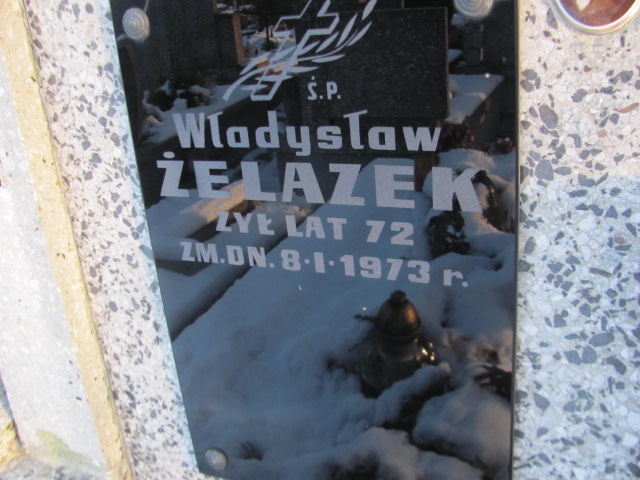 Ś.P.
Władysław
ŻELAZEK
ŻYŁ LAT 72
ZM. DN. 8·I·1973 r.